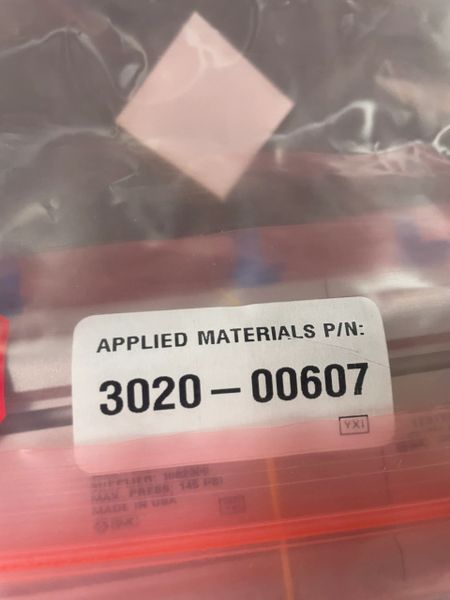 APPLIED MATERIALS P/N:
3020-00607
YXI
MAX. PRESS: 145 PSI
MADE IN USA